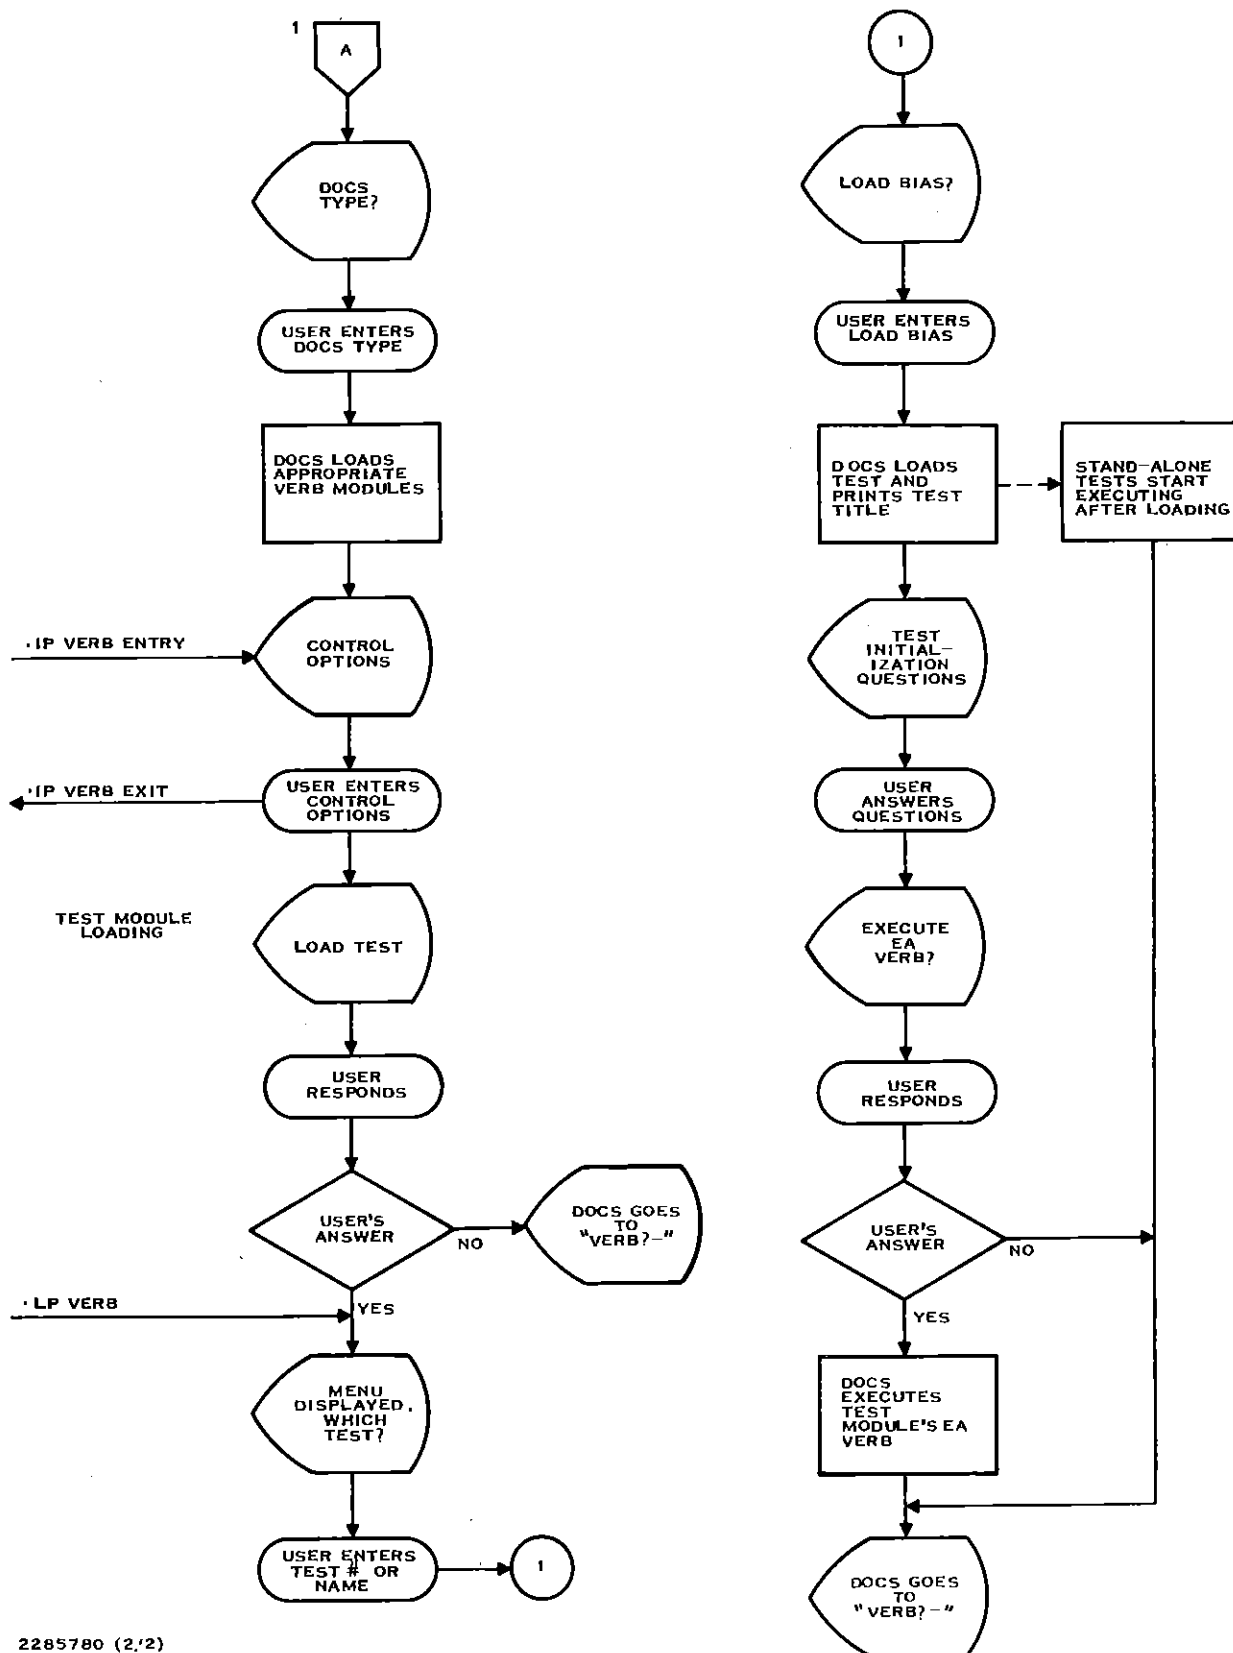 1
A
DOCS
TYPE?
USER ENTERS
DOCS TYPE
DOCS LOADS
APPROPRIATE
VERB MODULES
.IP VERB ENTRY
CONTROL
OPTIONS
.IP VERB EXIT
USER ENTERS
CONTROL
OPTIONS
TEST MODULE
LOADING
LOAD TEST
USER
RESPONDS
USER'S
ANSWER
NO
DOCS GOES
TO
"VERB?-"
YES
.LP VERB
MENU
DISPLAYED.
WHICH
TEST?
USER ENTERS
TEST # OR
NAME
1
1
LOAD BIAS?
USER ENTERS
LOAD BIAS
DOCS LOADS
TEST AND
PRINTS TEST
TITLE
STAND-ALONE
TESTS START
EXECUTING
AFTER LOADING
TEST
INITIAL-
IZATION
QUESTIONS
USER
ANSWERS
QUESTIONS
EXECUTE
EA
VERB?
USER
RESPONDS
USER'S
ANSWER
NO
YES
DOCS
EXECUTES
TEST
MODULE'S EA
VERB
DOCS GOES
TO
"VERB?-"
2285780 (2/2)